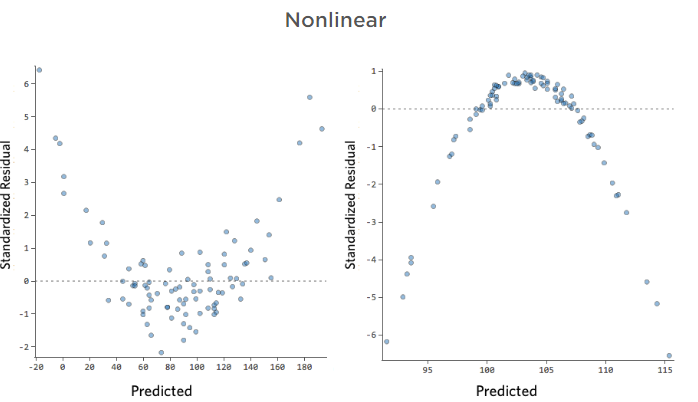 Nonlinear
Standardized Residual
6
5
4
3
2
1
0
-1
-2
-20 0 20 40 60 80 100 120 140 160 180
Predicted
Standardized Residual
1
0
-1
-2
-3
-4
-5
-6
95 100 105 110 115
Predicted